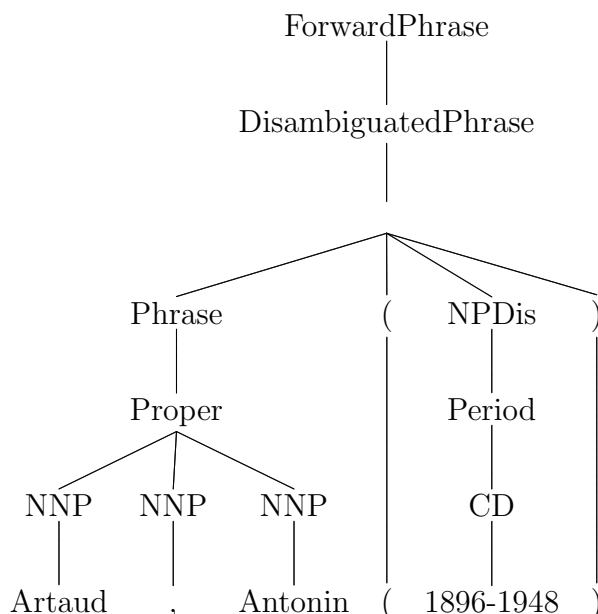 ForwardPhrase
DisambiguatedPhrase
Phrase ( NPDis )
Proper Period
NNP NNP NNP CD
Artaud , Antonin ( 1896-1948 )